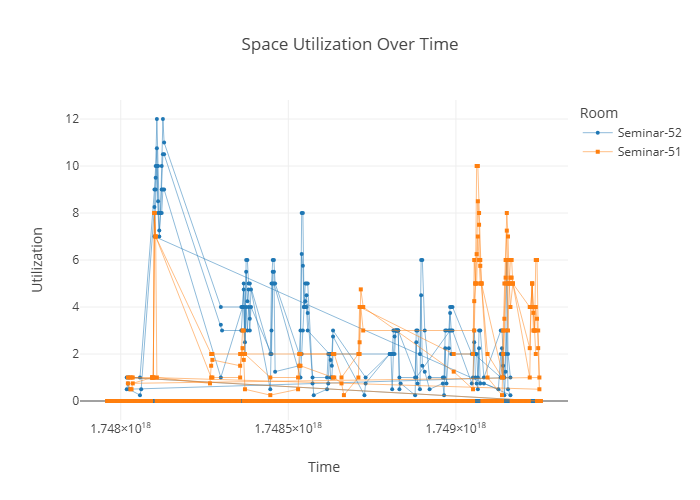 Space Utilization Over Time
Room
Seminar-52
Seminar-51
Utilization
12
10
8
6
4
2
0
1.748×10¹⁸
1.7485×10¹⁸
1.749×10¹⁸
Time